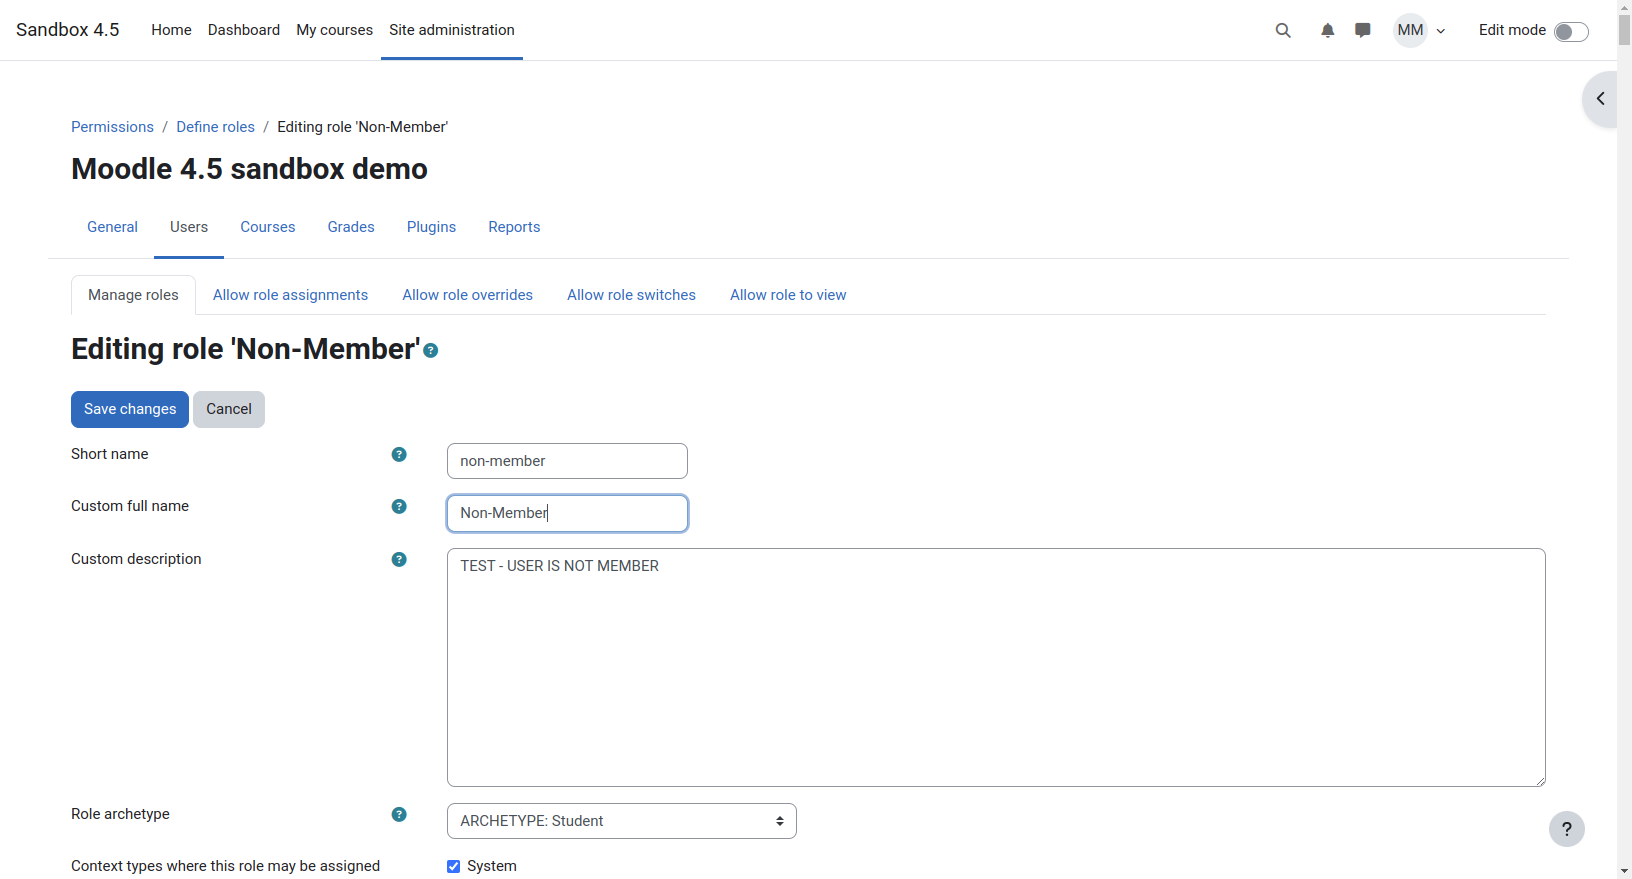 Sandbox 4.5 Home Dashboard My courses Site administration MM Edit mode
Permissions / Define roles / Editing role 'Non-Member'
Moodle 4.5 sandbox demo
General Users Courses Grades Plugins Reports
Manage roles Allow role assignments Allow role overrides Allow role switches Allow role to view
Editing role 'Non-Member' ?
Save changes Cancel
Short name ? non-member
Custom full name ? Non-Member
Custom description ? TEST - USER IS NOT MEMBER
Role archetype ? ARCHETYPE: Student
?
Context types where this role may be assigned System